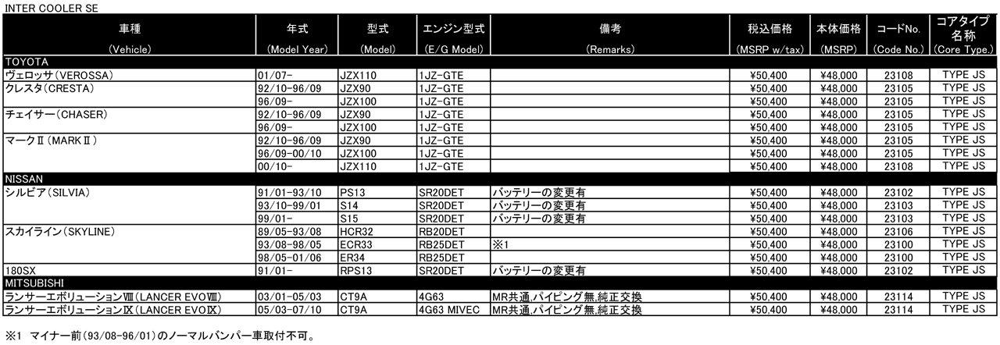 INTER COOLER SE
車種 年式 型式 エンジン型式 備考 税込価格 本体価格 コードNo. コアタイプ名称
(Vehicle) (Model Year) (Model) (E/G Model) (Remarks) (MSRP w/tax) (MSRP) (Code No.) (Core Type.)
TOYOTA
ヴェロッサ(VEROSSA) 01/07- JZX110 1JZ-GTE ¥50,400 ¥48,000 23108 TYPE JS
クレスタ(CRESTA) 92/10-96/09 JZX90 1JZ-GTE ¥50,400 ¥48,000 23105 TYPE JS
96/09- JZX100 1JZ-GTE ¥50,400 ¥48,000 23105 TYPE JS
チェイサー(CHASER) 92/10-96/09 JZX90 1JZ-GTE ¥50,400 ¥48,000 23105 TYPE JS
96/09- JZX100 1JZ-GTE ¥50,400 ¥48,000 23105 TYPE JS
マークⅡ(MARKⅡ) 92/10-96/09 JZX90 1JZ-GTE ¥50,400 ¥48,000 23105 TYPE JS
96/09-00/10 JZX100 1JZ-GTE ¥50,400 ¥48,000 23105 TYPE JS
00/10- JZX110 1JZ-GTE ¥50,400 ¥48,000 23108 TYPE JS
NISSAN
シルビア(SILVIA) 91/01-93/10 PS13 SR20DET バッテリーの変更有 ¥50,400 ¥48,000 23102 TYPE JS
93/10-99/01 S14 SR20DET バッテリーの変更有 ¥50,400 ¥48,000 23103 TYPE JS
99/01- S15 SR20DET バッテリーの変更有 ¥50,400 ¥48,000 23103 TYPE JS
スカイライン(SKYLINE) 89/05-93/08 HCR32 RB20DET ¥50,400 ¥48,000 23106 TYPE JS
93/08-98/05 ECR33 RB25DET ※1 ¥50,400 ¥48,000 23100 TYPE JS
98/05-01/06 ER34 RB25DET ¥50,400 ¥48,000 23100 TYPE JS
180SX 91/01- RPS13 SR20DET バッテリーの変更有 ¥50,400 ¥48,000 23102 TYPE JS
MITSUBISHI
ランサーエボリューションⅧ(LANCER EVOⅧ) 03/01-05/03 CT9A 4G63 MR共通,パイピング無,純正交換 ¥50,400 ¥48,000 23114 TYPE JS
ランサーエボリューションⅨ(LANCER EVOⅨ) 05/03-07/10 CT9A 4G63 MIVEC MR共通,パイピング無,純正交換 ¥50,400 ¥48,000 23114 TYPE JS
※1 マイナー前(93/08-96/01)のノーマルバンパー車取付不可。